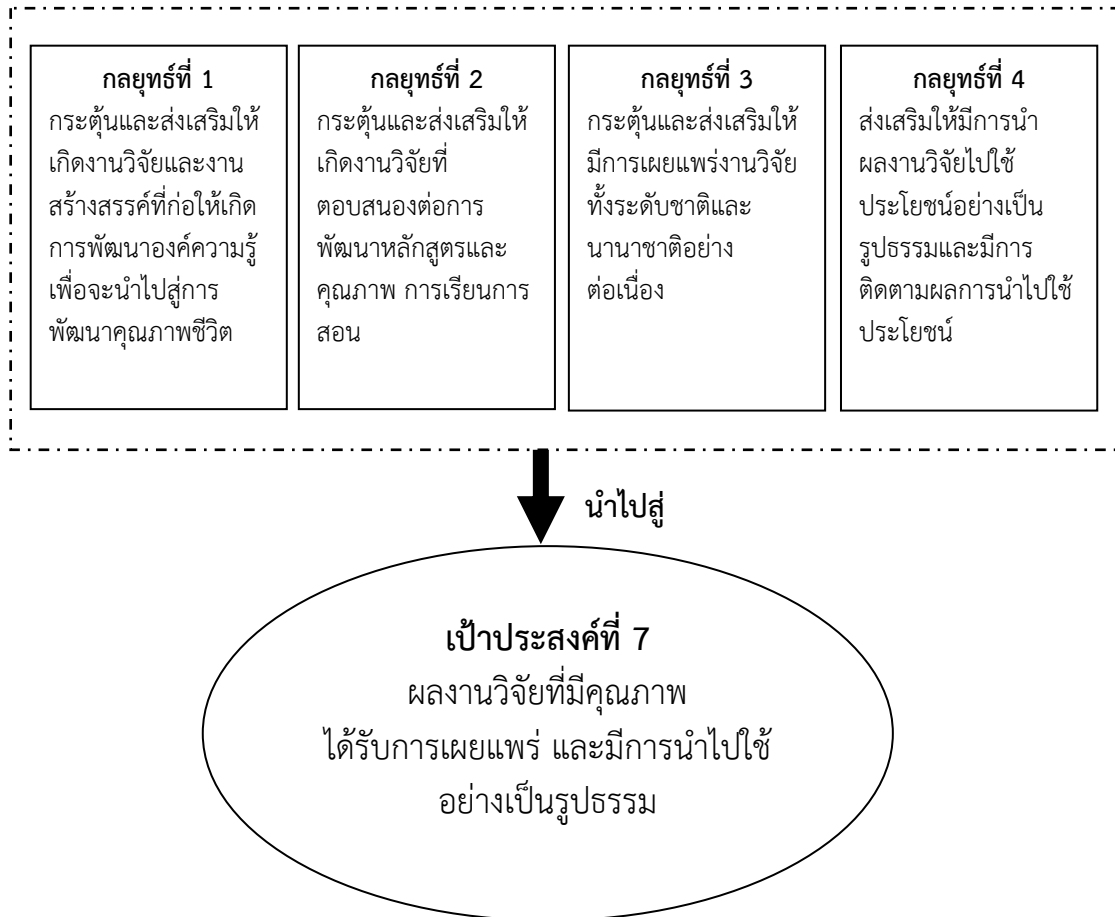 กลยุทธ์ที่ 1
กระตุ้นและส่งเสริมให้
เกิดงานวิจัยและงาน
สร้างสรรค์ที่ก่อให้เกิด
การพัฒนาองค์ความรู้
เพื่อจะนำไปสู่การ
พัฒนาคุณภาพชีวิต
กลยุทธ์ที่ 2
กระตุ้นและส่งเสริมให้
เกิดงานวิจัยที่
ตอบสนองต่อการ
พัฒนาหลักสูตรและ
คุณภาพ การเรียนการ
สอน
กลยุทธ์ที่ 3
กระตุ้นและส่งเสริมให้
มีการเผยแพร่งานวิจัย
ทั้งระดับชาติและ
นานาชาติอย่าง
ต่อเนื่อง
กลยุทธ์ที่ 4
ส่งเสริมให้มีการนำ
ผลงานวิจัยไปใช้
ประโยชน์อย่างเป็น
รูปธรรมและมีการ
ติดตามผลการนำไปใช้
ประโยชน์
นำไปสู่
เป้าประสงค์ที่ 7
ผลงานวิจัยที่มีคุณภาพ
ได้รับการเผยแพร่ และมีการนำไปใช้
อย่างเป็นรูปธรรม